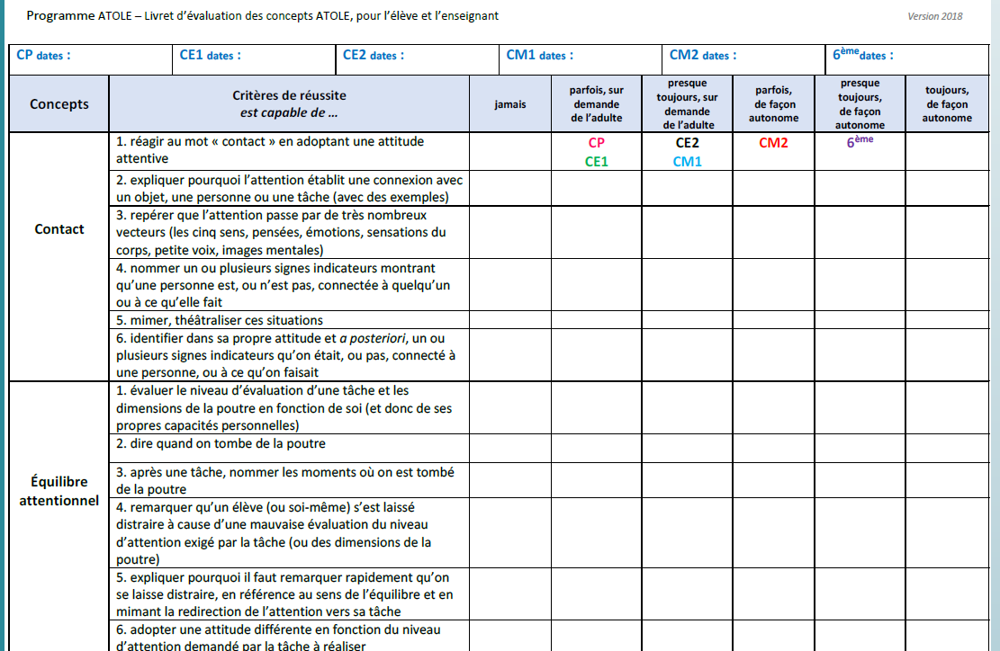 Programme ATOLE – Livret d’évaluation des concepts ATOLE, pour l’élève et l’enseignant
Version 2018
CP dates :
CE1 dates :
CE2 dates :
CM1 dates :
CM2 dates :
6ème dates :
Concepts
Critères de réussite
est capable de …
jamais
parfois, sur
demande
de l’adulte
presque
toujours, sur
demande
de l’adulte
parfois,
de façon
autonome
presque
toujours,
de façon
autonome
toujours,
de façon
autonome
Contact
1. réagir au mot « contact » en adoptant une attitude
attentive
CP
CE1
CE2
CM1
CM2
6ème
2. expliquer pourquoi l’attention établit une connexion avec
un objet, une personne ou une tâche (avec des exemples)
3. repérer que l’attention passe par de très nombreux
vecteurs (les cinq sens, pensées, émotions, sensations du
corps, petite voix, images mentales)
4. nommer un ou plusieurs signes indicateurs montrant
qu’une personne est, ou n’est pas, connectée à quelqu’un
ou à ce qu’elle fait
5. mimer, théâtraliser ces situations
6. identifier dans sa propre attitude et a posteriori, un ou
plusieurs signes indicateurs qu’on était, ou pas, connecté à
une personne, ou à ce qu’on faisait
Équilibre
attentionnel
1. évaluer le niveau d’évaluation d’une tâche et les
dimensions de la poutre en fonction de soi (et donc de ses
propres capacités personnelles)
2. dire quand on tombe de la poutre
3. après une tâche, nommer les moments où on est tombé
de la poutre
4. remarquer qu’un élève (ou soi-même) s’est laissé
distraire à cause d’une mauvaise évaluation du niveau
d’attention exigé par la tâche (ou des dimensions de la
poutre)
5. expliquer pourquoi il faut remarquer rapidement qu’on
se laisse distraire, en référence au sens de l’équilibre et en
mimant la redirection de l’attention vers sa tâche
6. adopter une attitude différente en fonction du niveau
d’attention demandé par la tâche à réaliser